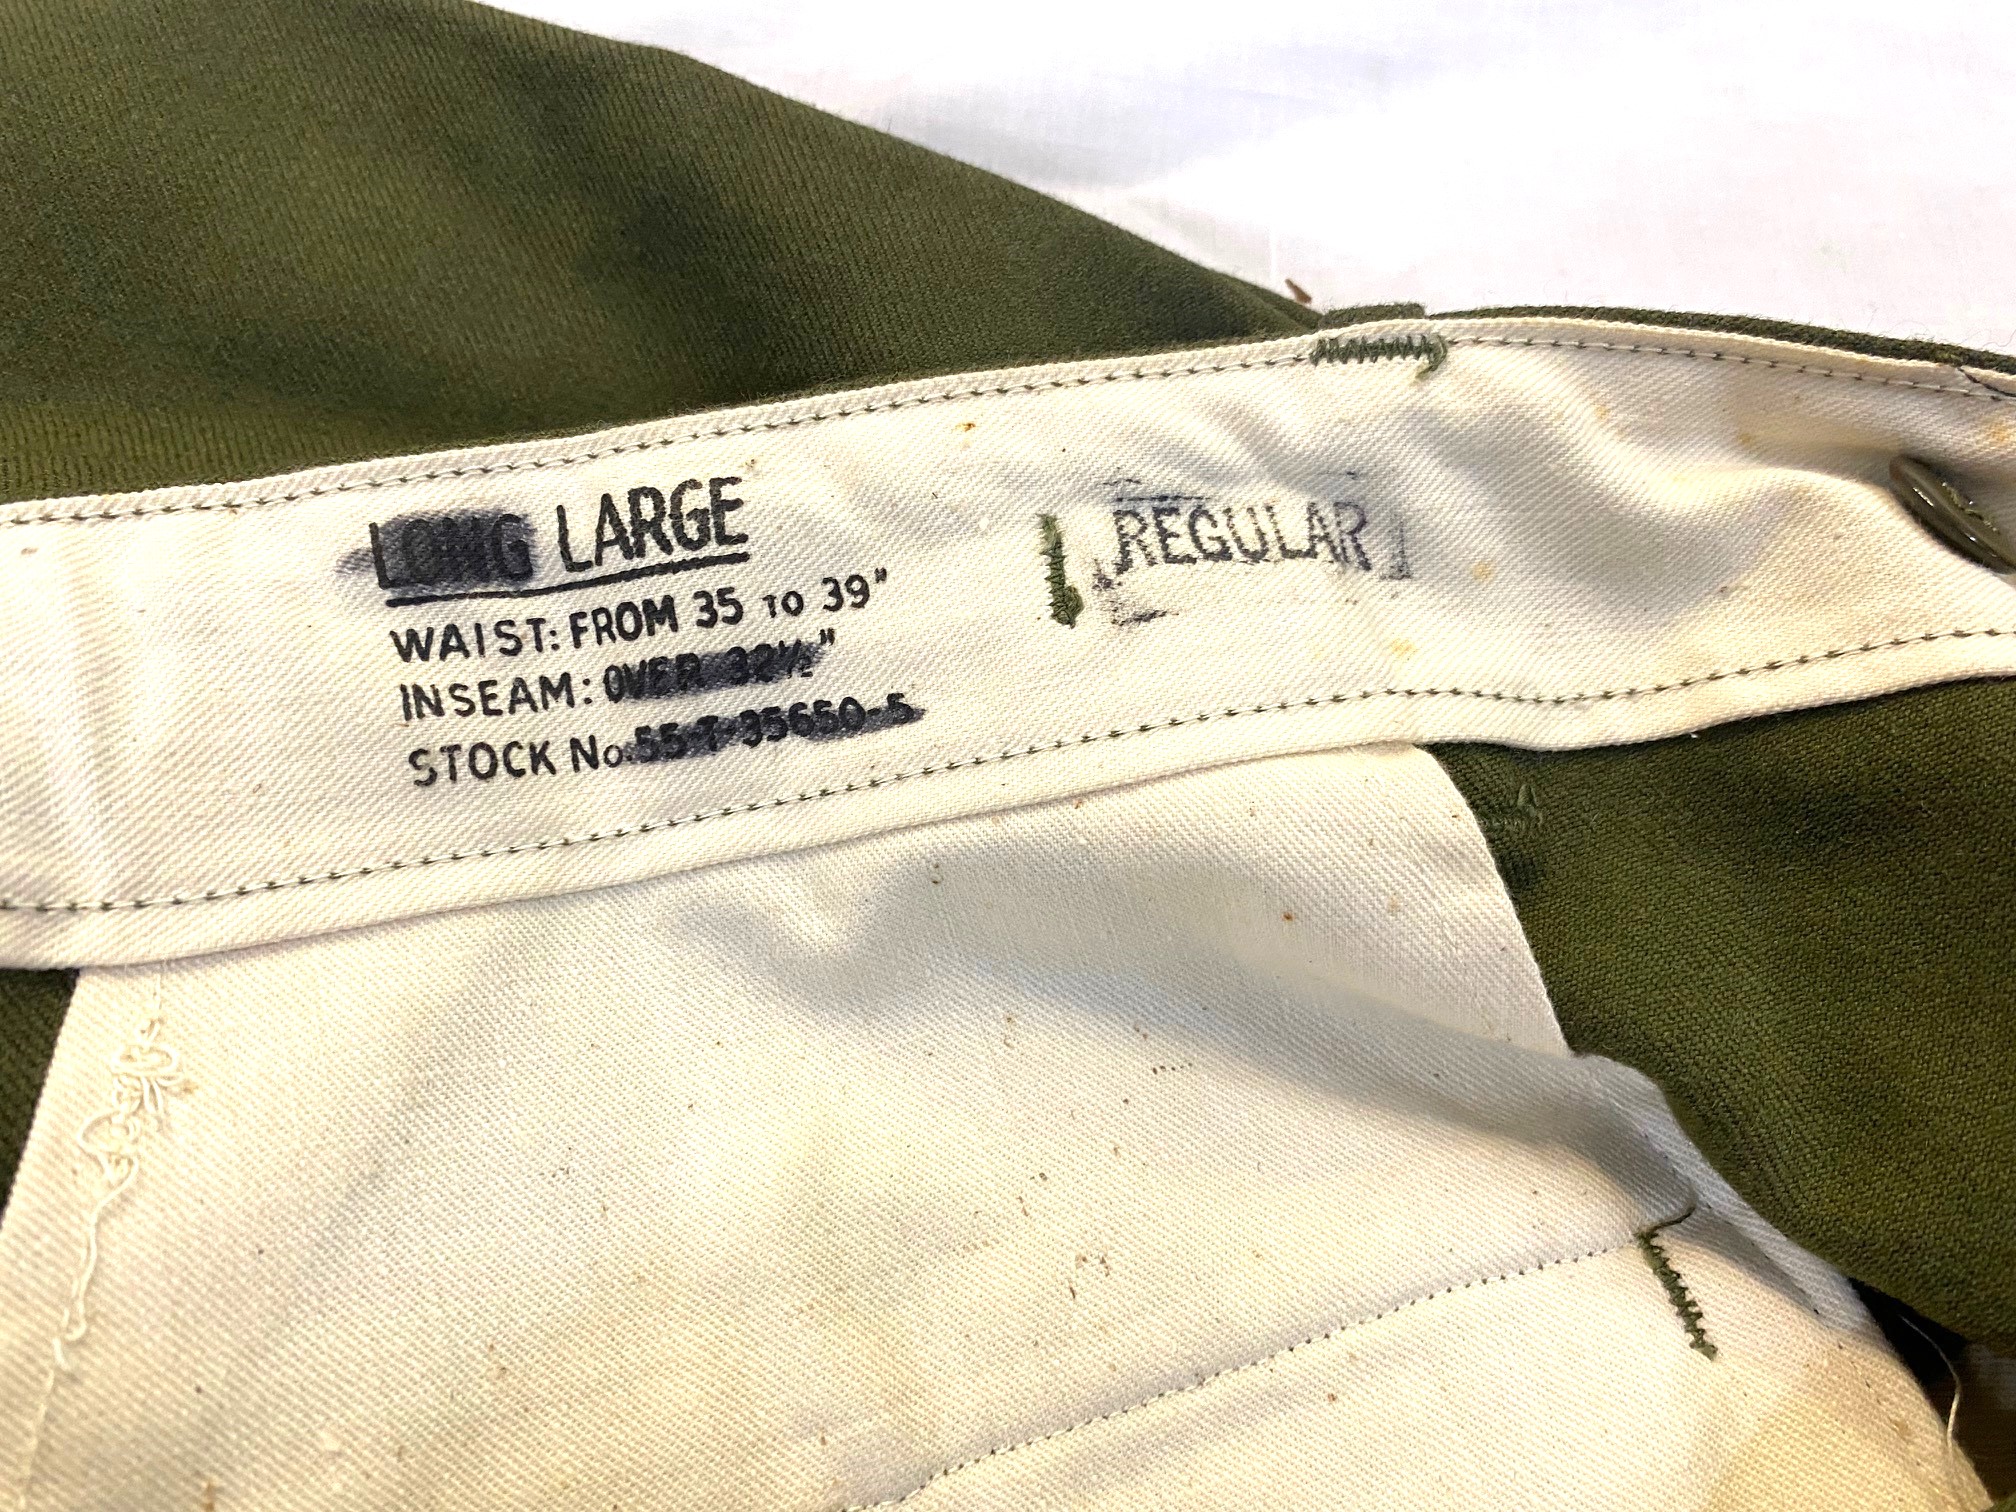 LONG LARGE
WAIST: FROM 35 TO 39"
INSEAM: OVER 32½"
STOCK No. 55-T-35650-5
REGULAR